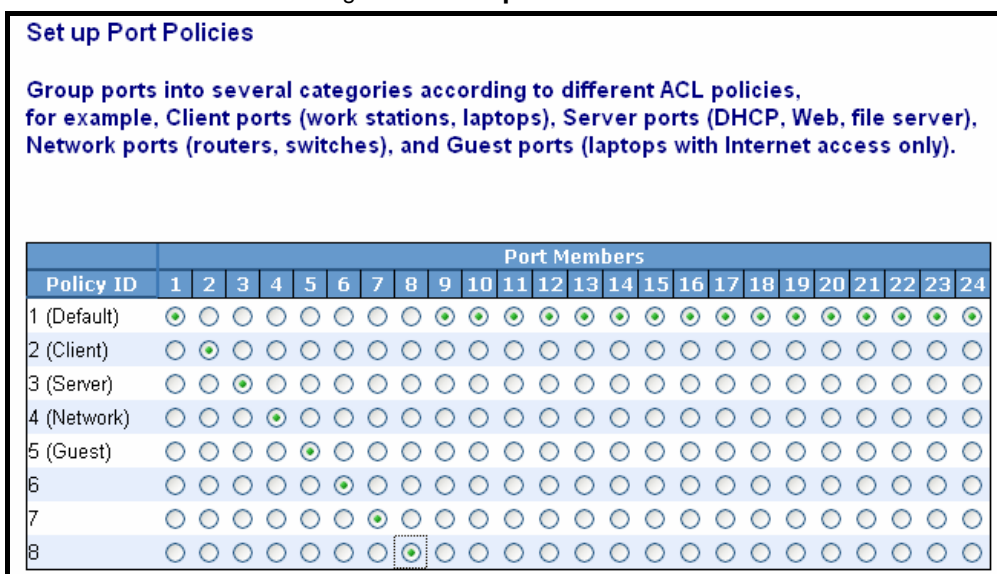 Set up Port Policies
Group ports into several categories according to different ACL policies,
for example, Client ports (work stations, laptops), Server ports (DHCP, Web, file server),
Network ports (routers, switches), and Guest ports (laptops with Internet access only).
Port Members
Policy ID 1 2 3 4 5 6 7 8 9 10 11 12 13 14 15 16 17 18 19 20 21 22 23 24
1 (Default)
2 (Client)
3 (Server)
4 (Network)
5 (Guest)
6
7
8